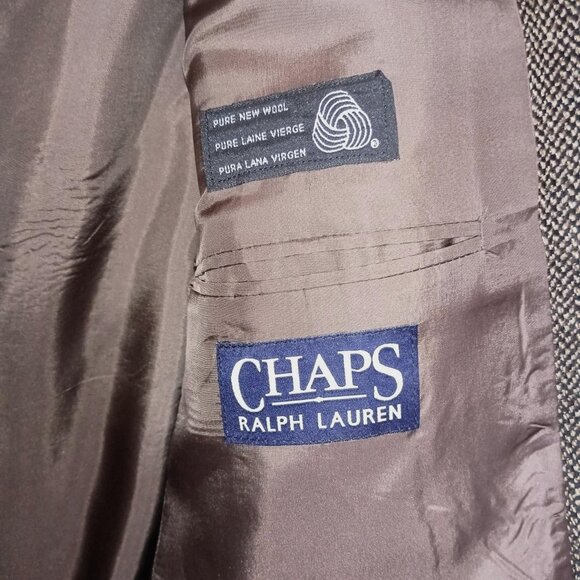 PURE NEW WOOL
PURE LAINE VIERGE
PURA LANA VIRGEN
®
CHAPS
RALPH LAUREN